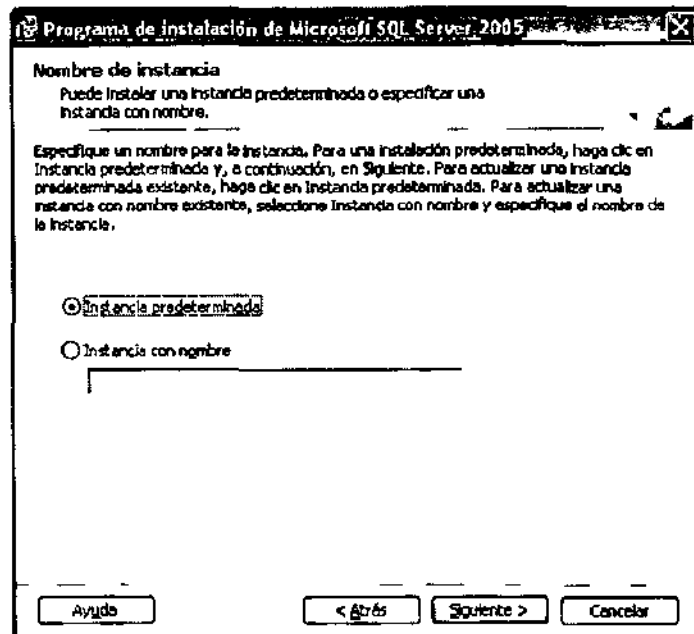 Programa de instalación de Microsoft SQL Server 2005
Nombre de instancia
Puede instalar una instancia predeterminada o especificar una
instancia con nombre.
Especifique un nombre para la instancia. Para una instalación predeterminada, haga clic en
Instancia predeterminada y, a continuación, en Siguiente. Para actualizar una instancia
predeterminada existente, haga clic en Instancia predeterminada. Para actualizar una
instancia con nombre existente, seleccione Instancia con nombre y especifique el nombre de
la instancia.
Instancia predeterminada
Instancia con nombre
Ayuda
< Atrás
Siguiente >
Cancelar